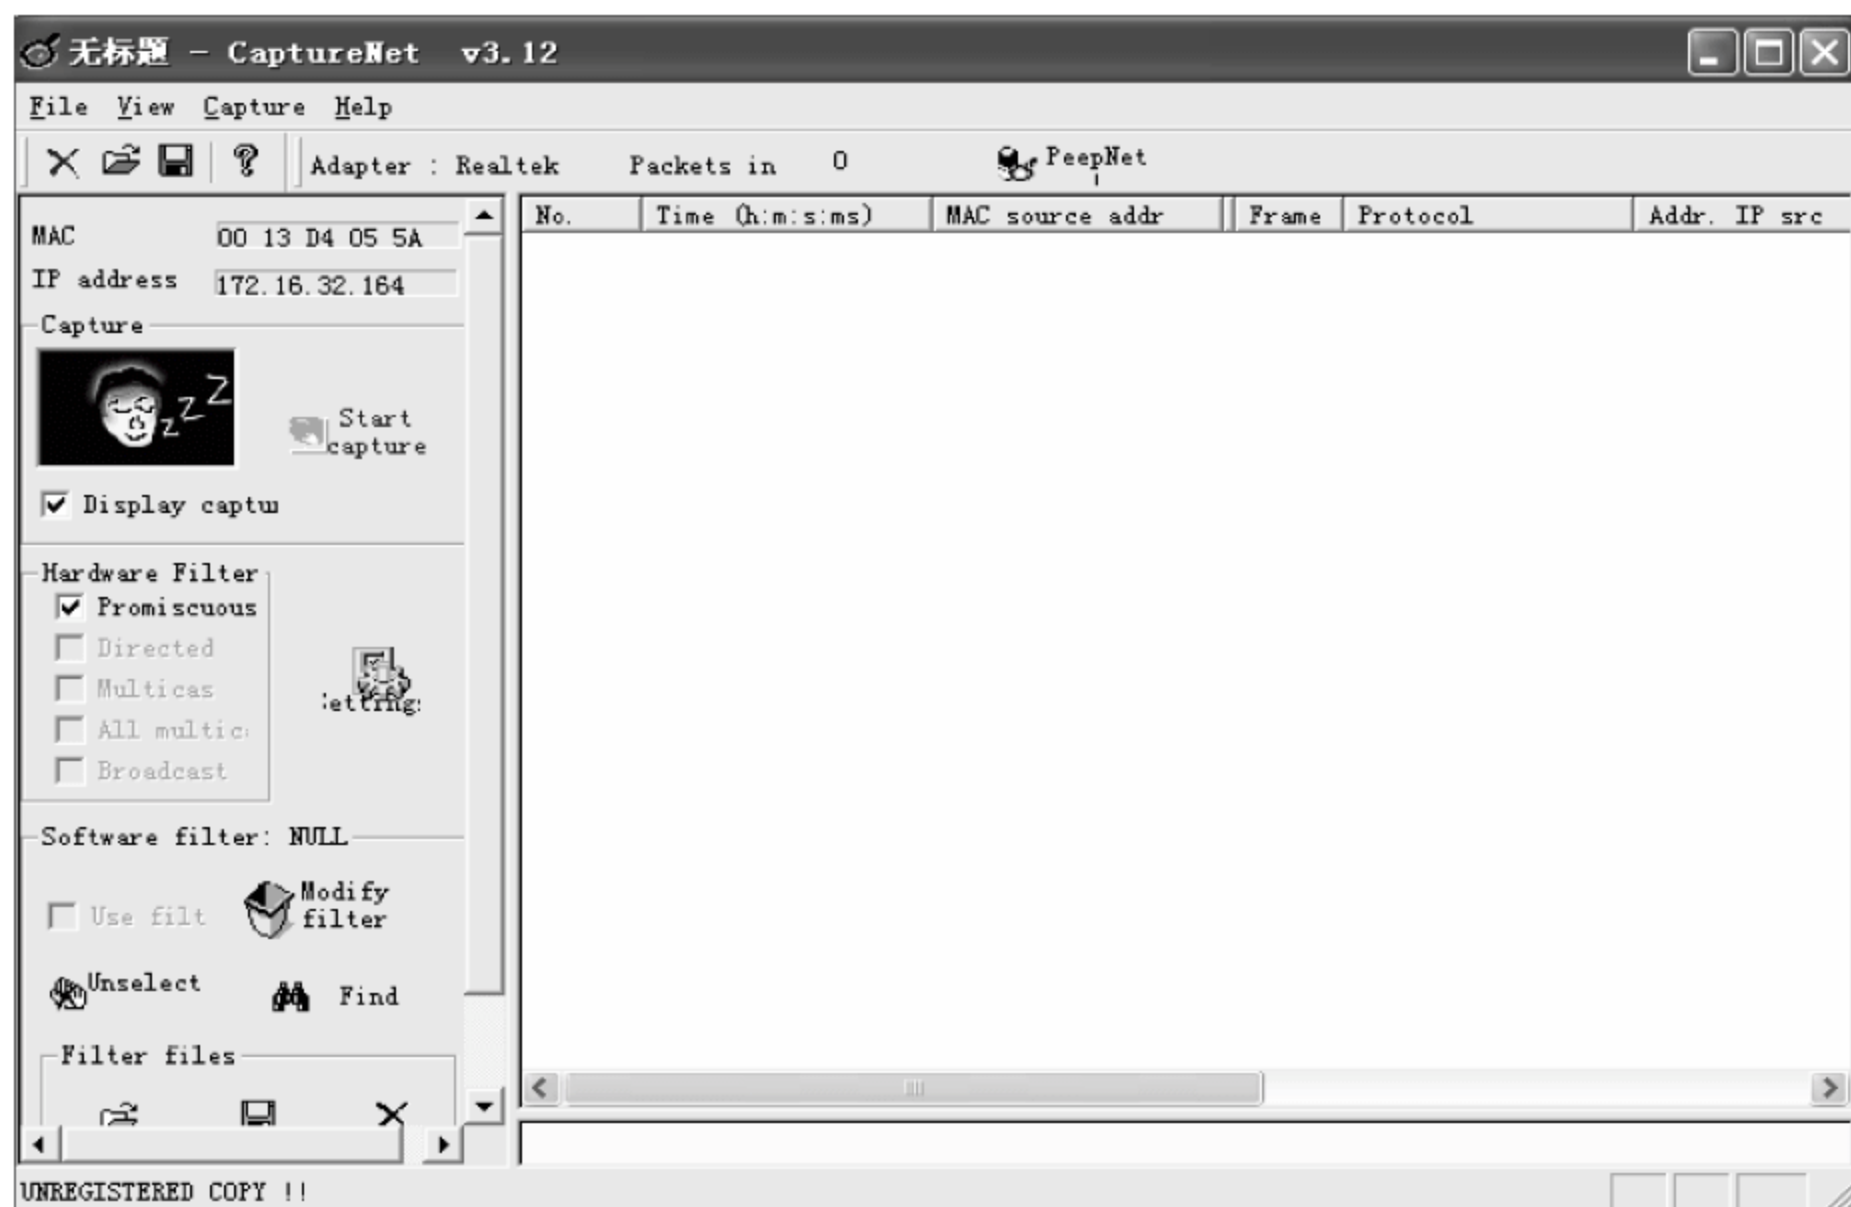 无标题 - CaptureNet v3.12
File View Capture Help
Adapter : Realtek Packets in 0 PeepNet
MAC 00 13 D4 05 5A
IP address 172.16.32.164
Capture
z z Z
Start
capture
Display captu
Hardware Filter
Promiscuous
Directed
Multicas
All multic
Broadcast
ettings
Software filter: NULL
Use filt
Modify
filter
Unselect
Find
Filter files
No. Time (h:m:s:ms) MAC source addr Frame Protocol Addr. IP src
UNREGISTERED COPY !!